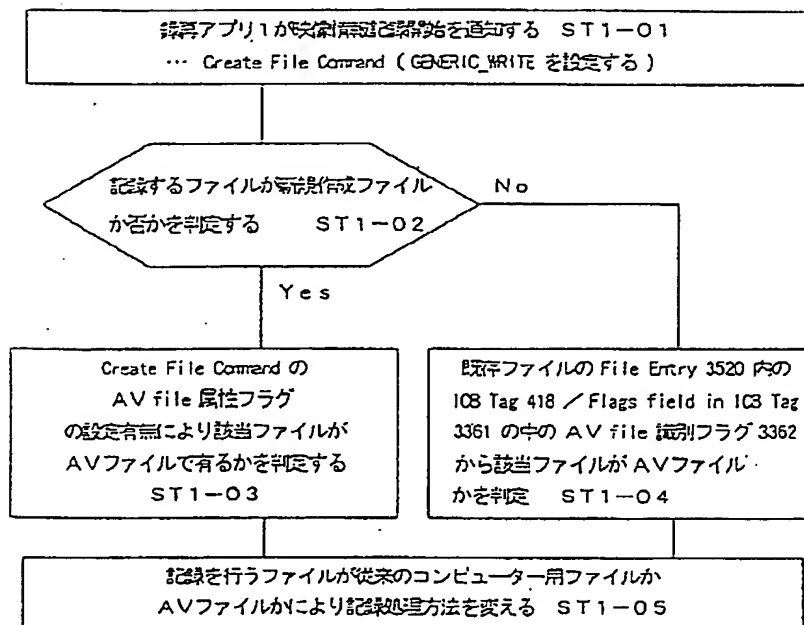 録再アプリ1が映像情報記録開始を通知する ST1-01
… Create File Command ( GENERIC_WRITE を設定する )
記録するファイルが新規作成ファイル
か否かを判定する ST1-02
No
Yes
Create File Command の
AV file 属性フラグ
の設定有無により該当ファイルが
AVファイルで有るかを判定する
ST1-03
既存ファイルの File Entry 3520 内の
ICB Tag 418 / Flags field in ICB Tag
3361 の中の AV file 識別フラグ 3362
から該当ファイルがAVファイル
かを判定 ST1-04
記録を行うファイルが従来のコンピューター用ファイルか
AVファイルかにより記録処理方法を変える ST1-05